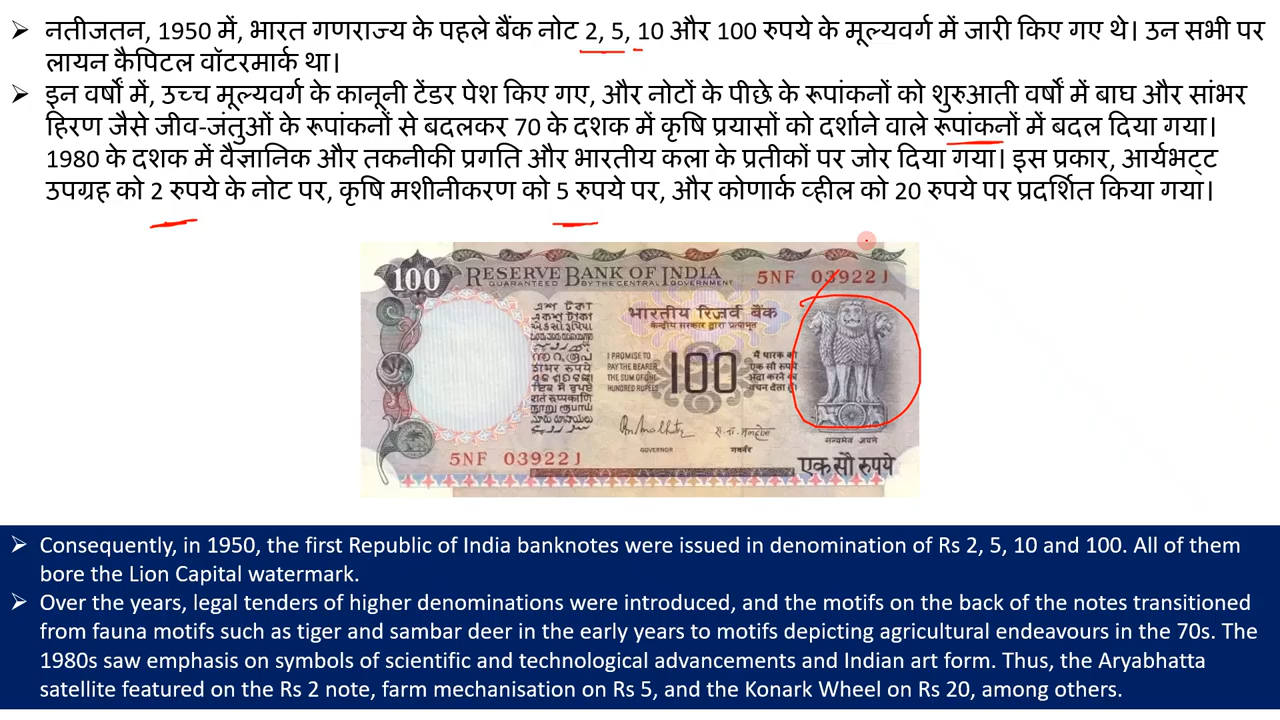 ➢ नतीजतन, 1950 में, भारत गणराज्य के पहले बैंक नोट 2, 5, 10 और 100 रुपये के मूल्यवर्ग में जारी किए गए थे। उन सभी पर
लायन कैपिटल वॉटरमार्क था।
➢ इन वर्षों में, उच्च मूल्यवर्ग के कानूनी टेंडर पेश किए गए, और नोटों के पीछे के रूपांकनों को शुरुआती वर्षों में बाघ और सांभर
हिरण जैसे जीव-जंतुओं के रूपांकनों से बदलकर 70 के दशक में कृषि प्रयासों को दर्शाने वाले रूपांकनों में बदल दिया गया।
1980 के दशक में वैज्ञानिक और तकनीकी प्रगति और भारतीय कला के प्रतीकों पर जोर दिया गया। इस प्रकार, आर्यभट्ट
उपग्रह को 2 रुपये के नोट पर, कृषि मशीनीकरण को 5 रुपये पर, और कोणार्क व्हील को 20 रुपये पर प्रदर्शित किया गया।
100 RESERVE BANK OF INDIA 5NF 03922J
GUARANTEED BY THE CENTRAL GOVERNMENT
भारतीय रिज़र्व बैंक
केन्द्रीय सरकार द्वारा प्रत्याभूत
I PROMISE TO
PAY THE BEARER
THE SUM OF ONE
HUNDRED RUPEES
100
मैं धारक को
एक सौ रुपये
अदा करने का
वचन देता हूँ
GOVERNOR गवर्नर
सत्यमेव जयते
5NF 03922J
एक सौ रुपये
➢ Consequently, in 1950, the first Republic of India banknotes were issued in denomination of Rs 2, 5, 10 and 100. All of them
bore the Lion Capital watermark.
➢ Over the years, legal tenders of higher denominations were introduced, and the motifs on the back of the notes transitioned
from fauna motifs such as tiger and sambar deer in the early years to motifs depicting agricultural endeavours in the 70s. The
1980s saw emphasis on symbols of scientific and technological advancements and Indian art form. Thus, the Aryabhatta
satellite featured on the Rs 2 note, farm mechanisation on Rs 5, and the Konark Wheel on Rs 20, among others.